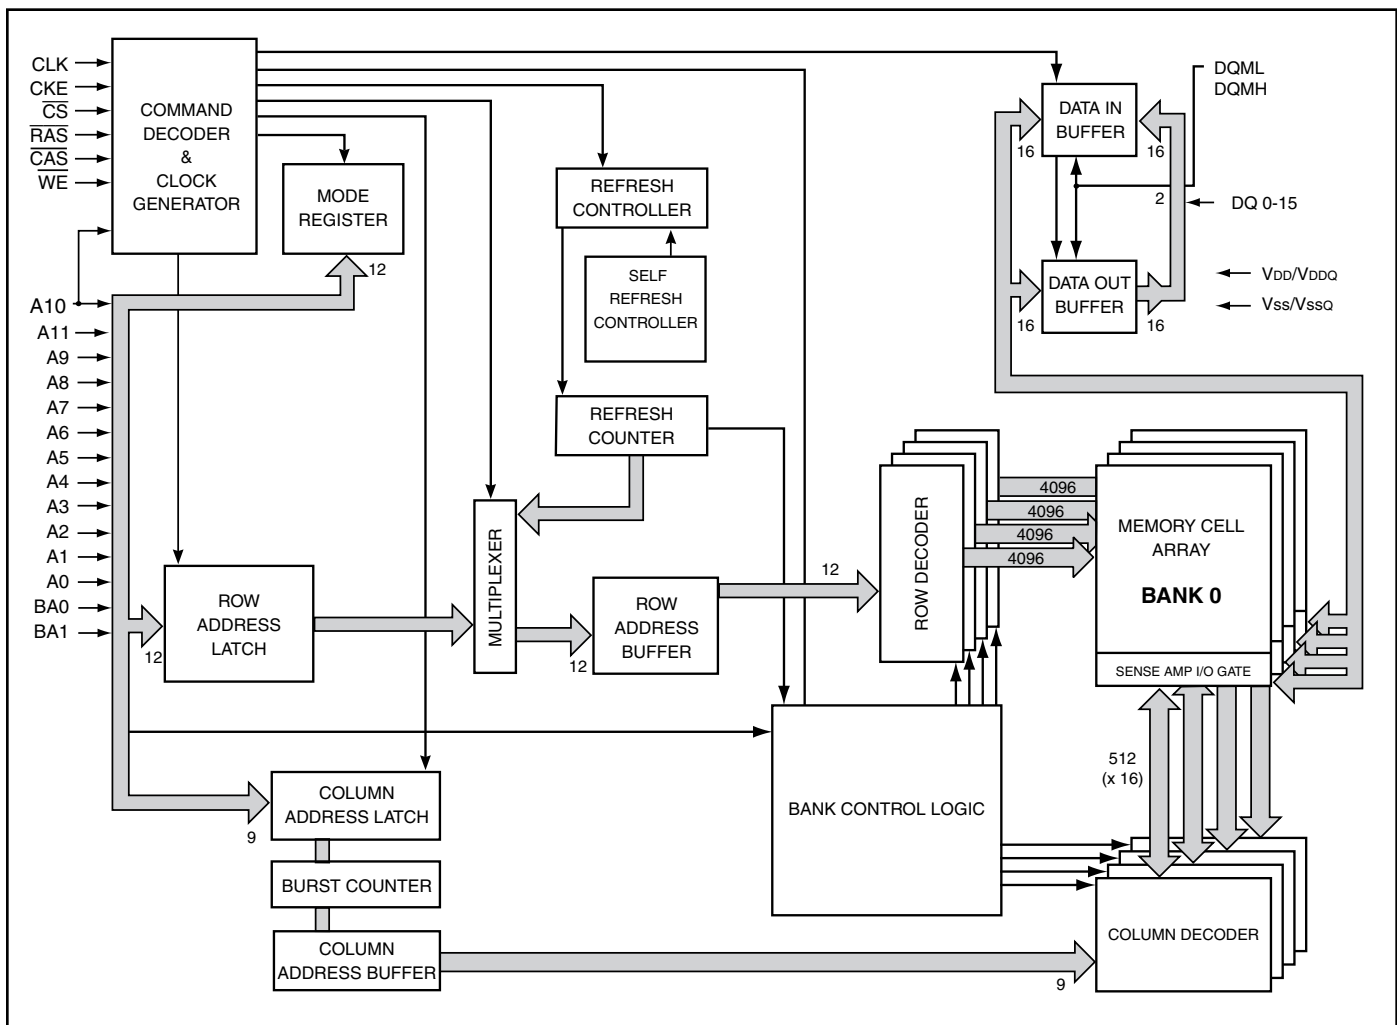 CLK
CKE
CS
RAS
CAS
WE
A10
A11
A9
A8
A7
A6
A5
A4
A3
A2
A1
A0
BA0
BA1
COMMAND
DECODER
&
CLOCK
GENERATOR
MODE
REGISTER
12
REFRESH
CONTROLLER
SELF
REFRESH
CONTROLLER
REFRESH
COUNTER
DATA IN
BUFFER
16
16
DQML
DQMH
2
DQ 0-15
DATA OUT
BUFFER
16
16
VDD/VDDQ
Vss/VssQ
MULTIPLEXER
ROW
ADDRESS
LATCH
12
12
ROW
ADDRESS
BUFFER
12
ROW DECODER
4096
4096
4096
4096
MEMORY CELL
ARRAY
BANK 0
SENSE AMP I/O GATE
512
(x 16)
BANK CONTROL LOGIC
COLUMN
ADDRESS LATCH
9
BURST COUNTER
COLUMN
ADDRESS BUFFER
9
COLUMN DECODER